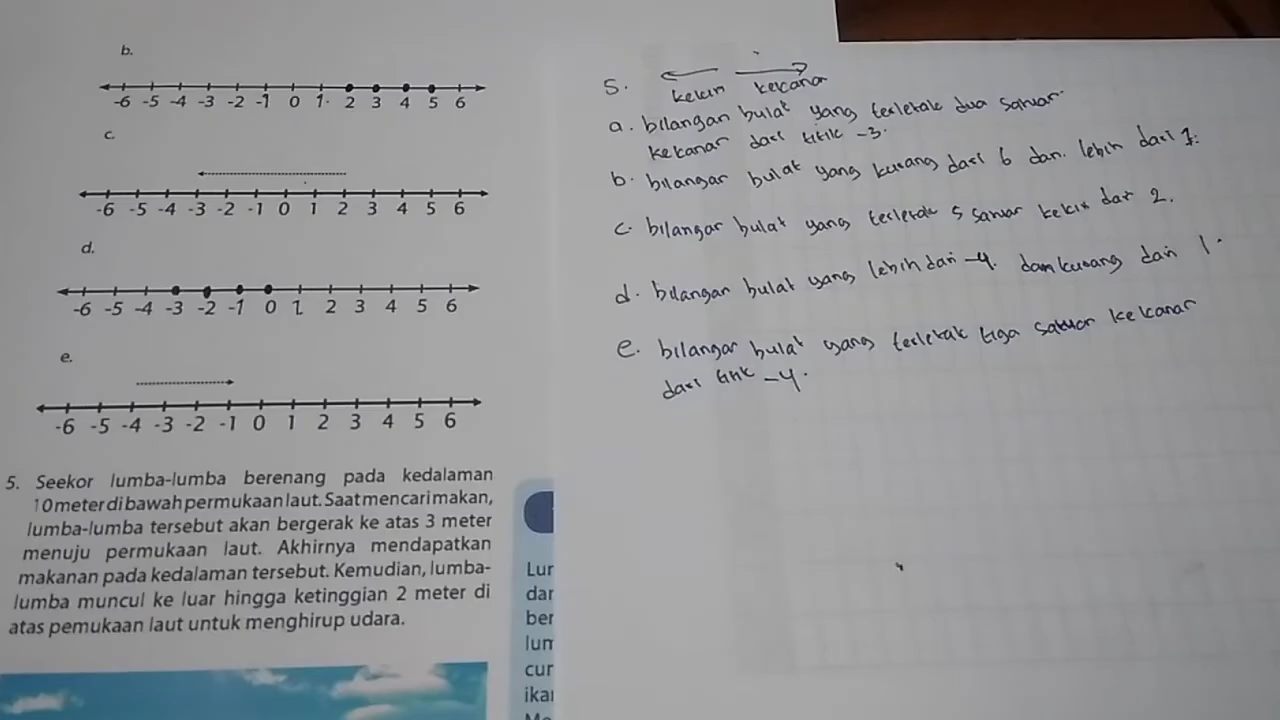 b.
-6 -5 -4 -3 -2 -1 0 1 2 3 4 5 6
c.
-6 -5 -4 -3 -2 -1 0 1 2 3 4 5 6
d.
-6 -5 -4 -3 -2 -1 0 1 2 3 4 5 6
e.
-6 -5 -4 -3 -2 -1 0 1 2 3 4 5 6
5. Seekor lumba-lumba berenang pada kedalaman
10 meter di bawah permukaan laut. Saat mencari makan,
lumba-lumba tersebut akan bergerak ke atas 3 meter
menuju permukaan laut. Akhirnya mendapatkan
makanan pada kedalaman tersebut. Kemudian, lumba-
lumba muncul ke luar hingga ketinggian 2 meter di
atas pemukaan laut untuk menghirup udara.
Lur
dar
ber
lum
cur
ikai
5.
kekiri kekanan
a. bilangan bulat yang terletak dua satuan
kekanan dari titik -3.
b. bilangan bulat yang kurang dari 6 dan lebih dari 1.
c. bilangan bulat yang terletak 5 satuan kekiri dari 2.
d. bilangan bulat yang lebih dari -4. dan kurang dari 1.
e. bilangan bulat yang terletak tiga satuan kekanan
dari titik -4.